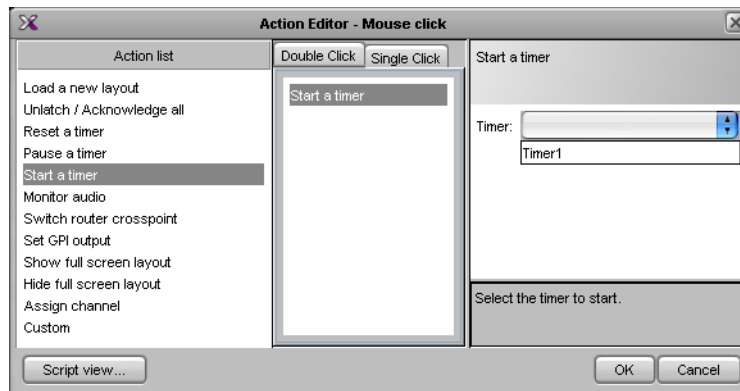 Action Editor - Mouse click
Action list
Load a new layout
Unlatch / Acknowledge all
Reset a timer
Pause a timer
Start a timer
Monitor audio
Switch router crosspoint
Set GPI output
Show full screen layout
Hide full screen layout
Assign channel
Custom
Double Click
Single Click
Start a timer
Start a timer
Timer:
Timer1
Select the timer to start.
Script view...
OK
Cancel